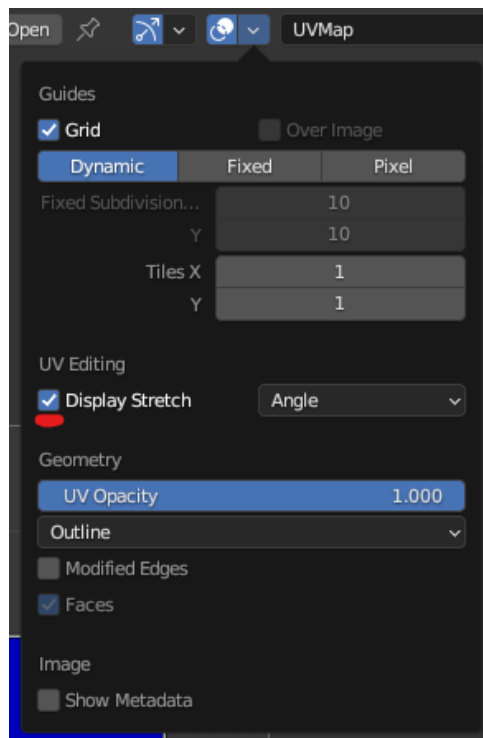 Open
UVMap
Guides
Grid
Over Image
Dynamic Fixed Pixel
Fixed Subdivision... 10
Y 10
Tiles X 1
Y 1
UV Editing
Display Stretch Angle
Geometry
UV Opacity 1.000
Outline
Modified Edges
Faces
Image
Show Metadata